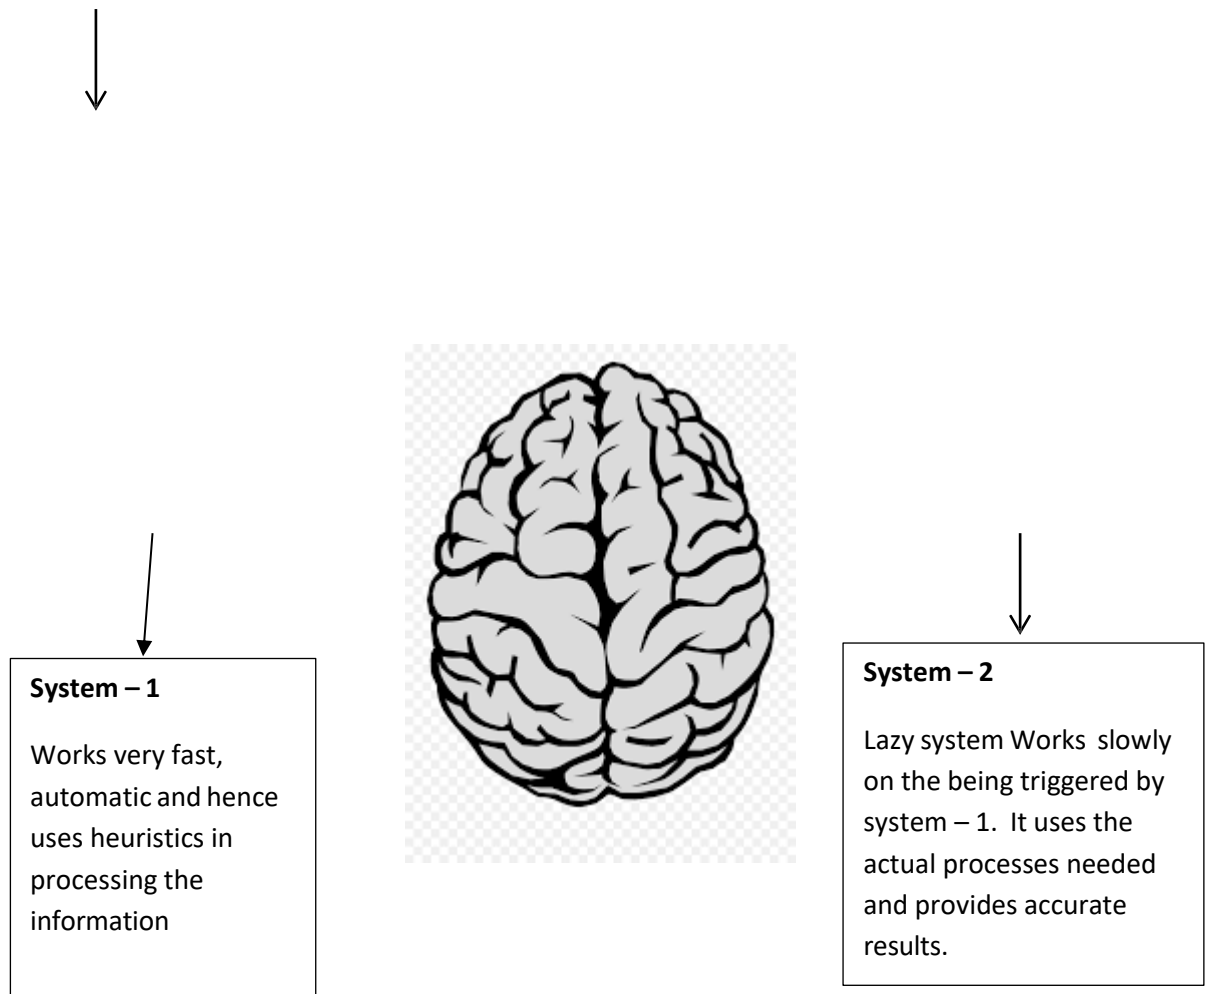 System – 1
Works very fast,
automatic and hence
uses heuristics in
processing the
information
System – 2
Lazy system Works  slowly
on the being triggered by
system – 1.  It uses the
actual processes needed
and provides accurate
results.